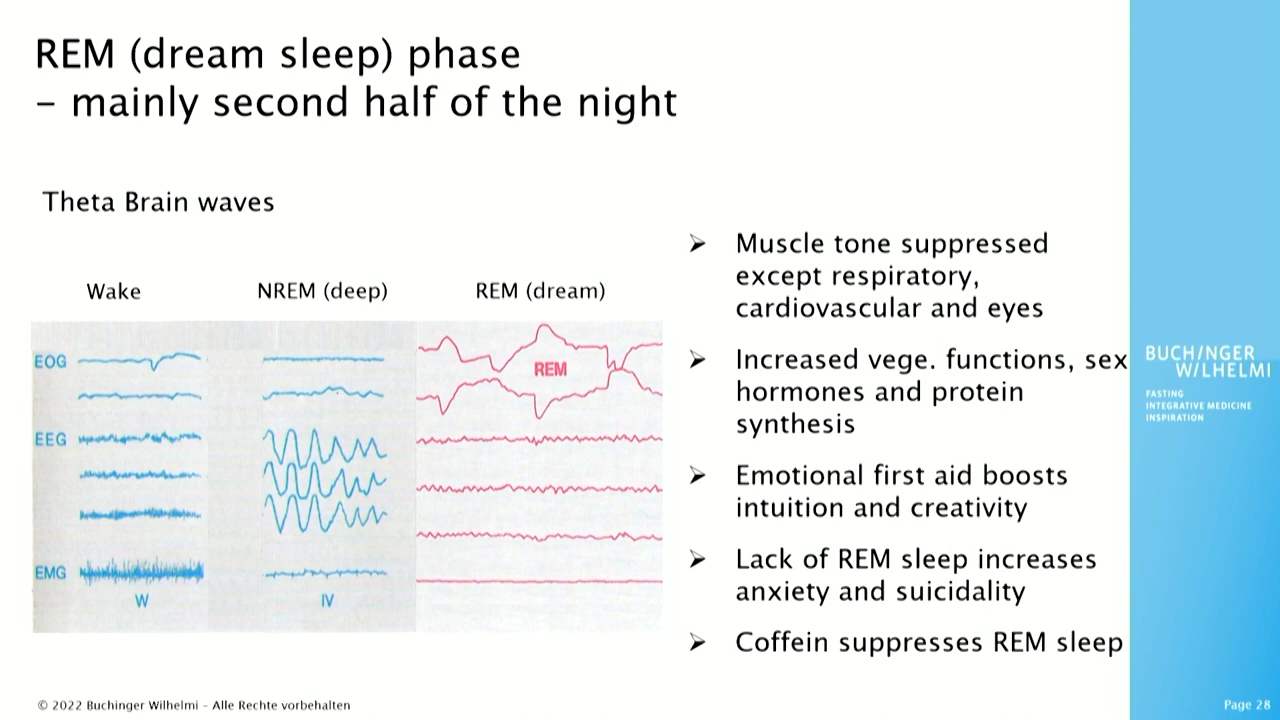 REM (dream sleep) phase
– mainly second half of the night
Theta Brain waves
Wake
NREM (deep)
REM (dream)
EOG
REM
EEG
EMG
W
IV
➢ Muscle tone suppressed
except respiratory,
cardiovascular and eyes
➢ Increased vege. functions, sex
hormones and protein
synthesis
➢ Emotional first aid boosts
intuition and creativity
➢ Lack of REM sleep increases
anxiety and suicidality
➢ Coffein suppresses REM sleep
BUCHINGER
WILHELMI
FASTING
INTEGRATIVE MEDICINE
INSPIRATION
© 2022 Buchinger Wilhelmi – Alle Rechte vorbehalten
Page 28